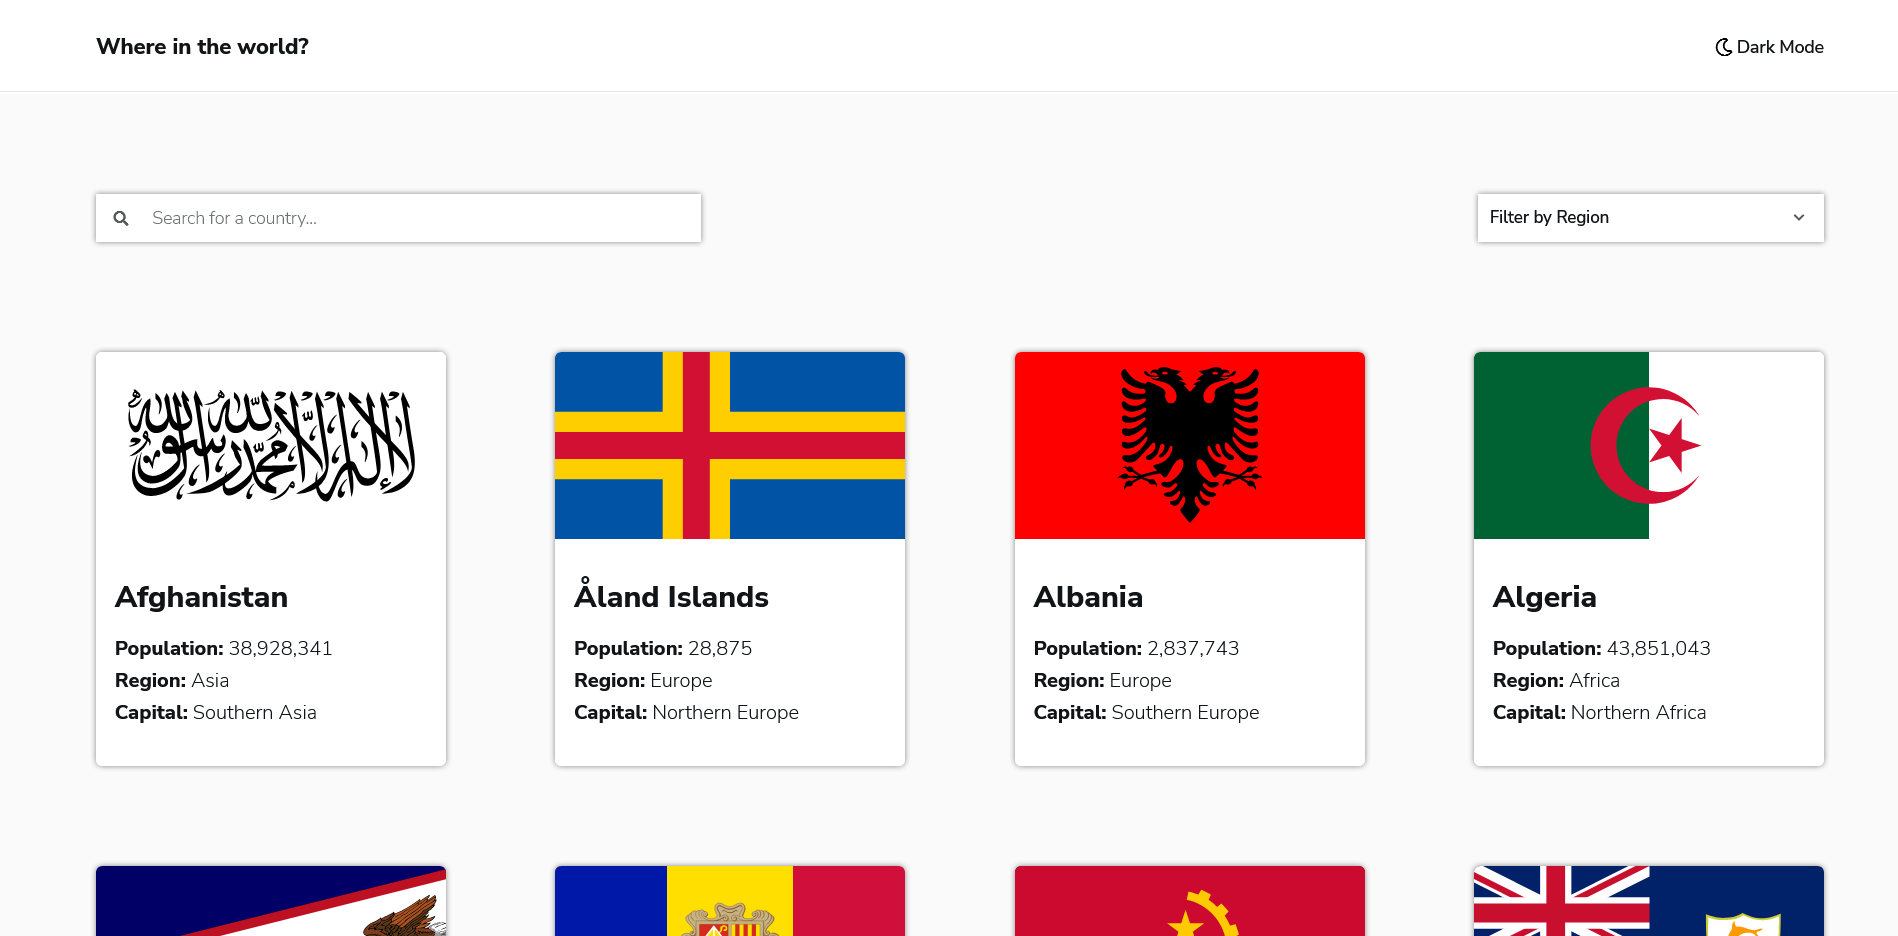 Where in the world?
Dark Mode
Search for a country...
Filter by Region
لا إله إلا الله محمد رسول الله
Afghanistan
Population: 38,928,341
Region: Asia
Capital: Southern Asia
Åland Islands
Population: 28,875
Region: Europe
Capital: Northern Europe
Albania
Population: 2,837,743
Region: Europe
Capital: Southern Europe
Algeria
Population: 43,851,043
Region: Africa
Capital: Northern Africa